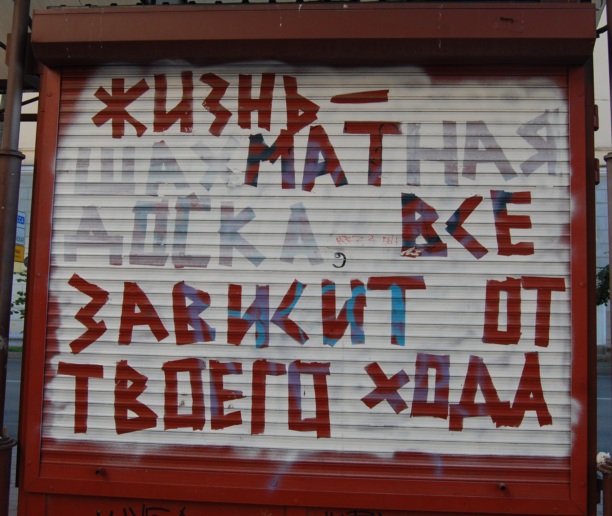 ЖИЗНЬ –
ШАХМАТНАЯ
ДОСКА ВСЕ
ЗАВИСИТ ОТ
ТВОЕГО ХОДА